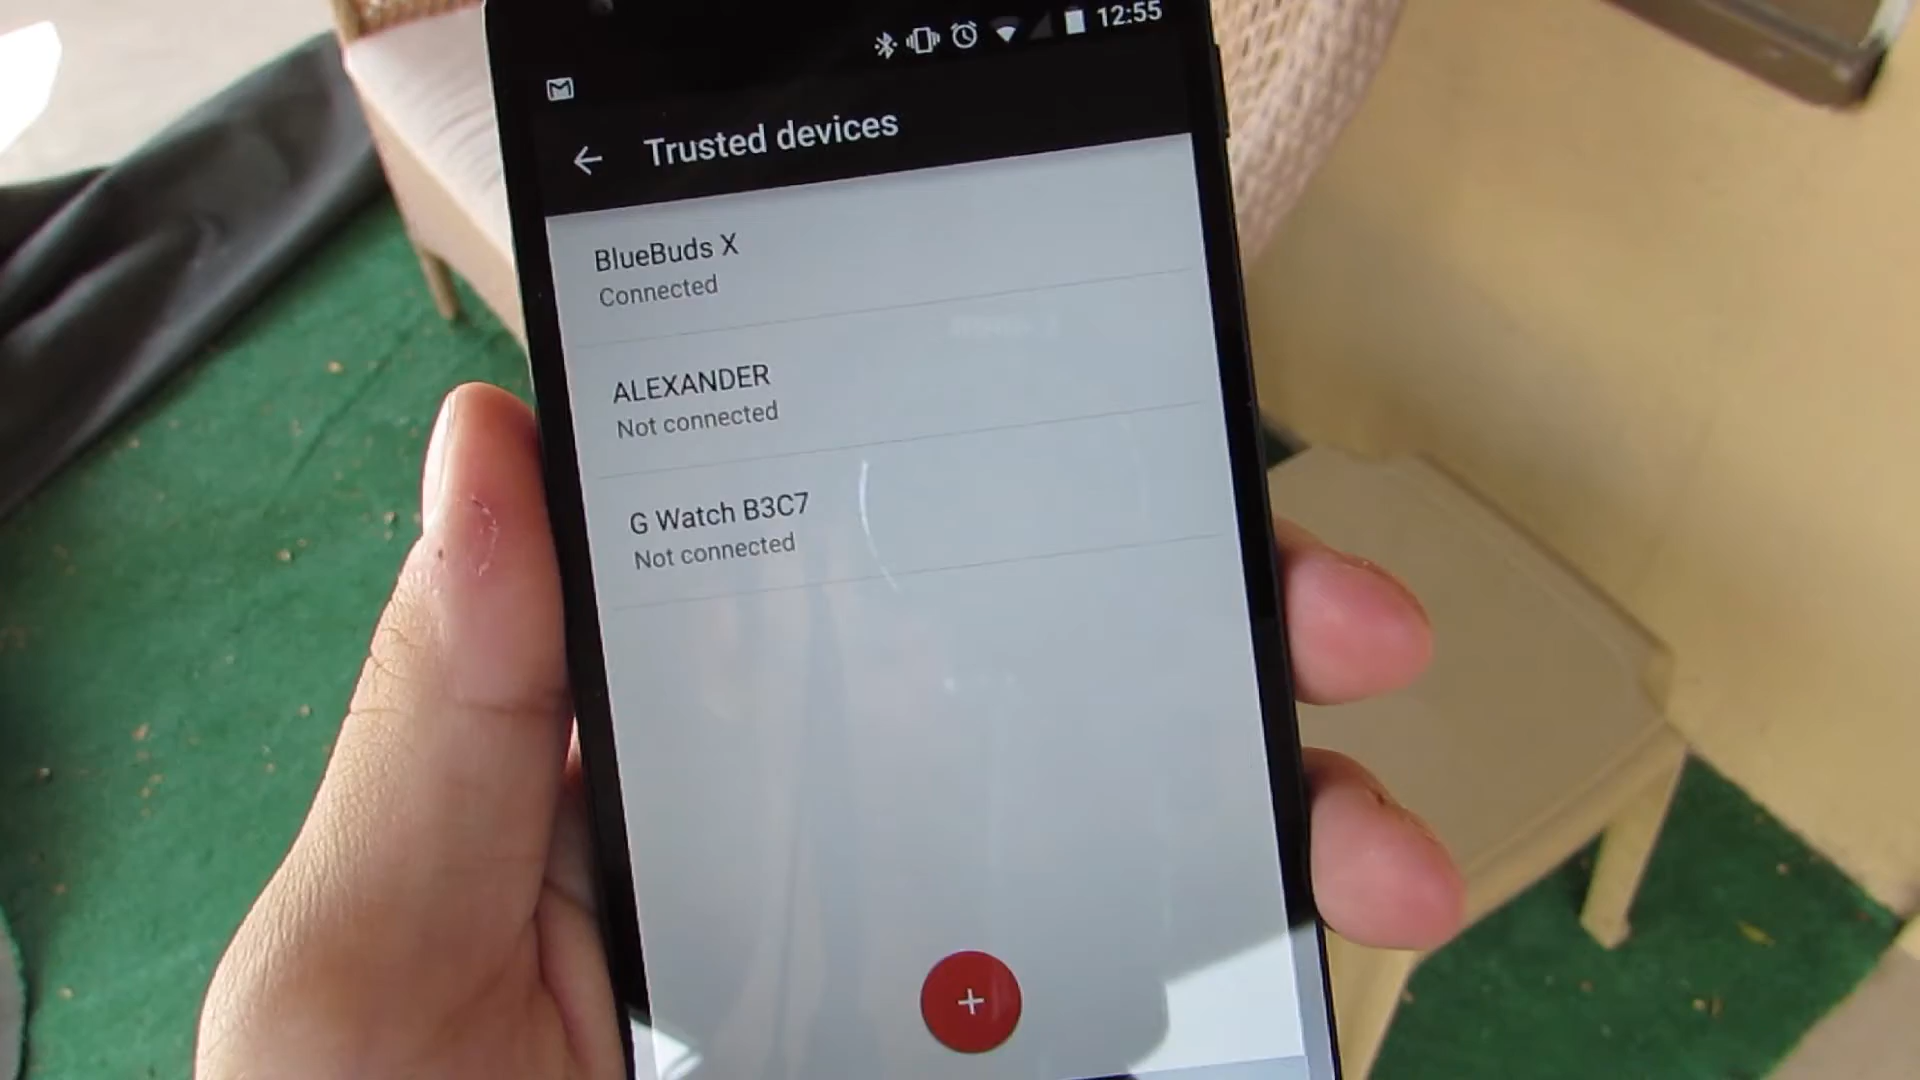 12:55
Trusted devices
BlueBuds X
Connected
ALEXANDER
Not connected
G Watch B3C7
Not connected